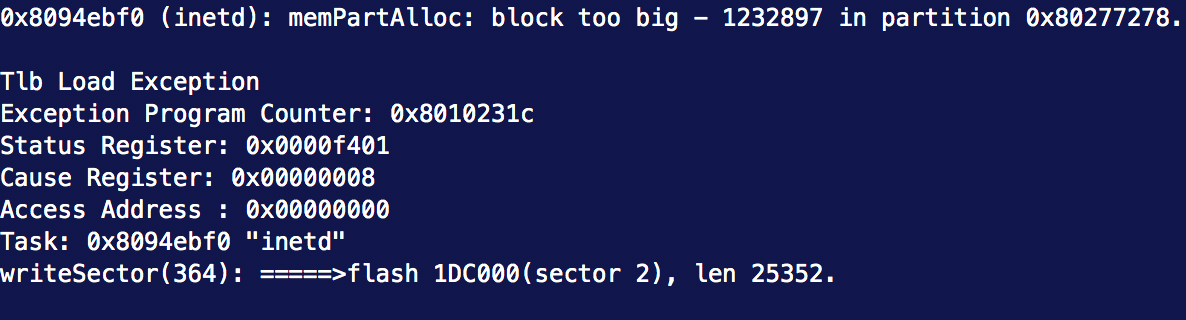 0x8094ebf0 (inetd): memPartAlloc: block too big - 1232897 in partition 0x80277278.
Tlb Load Exception
Exception Program Counter: 0x8010231c
Status Register: 0x0000f401
Cause Register: 0x00000008
Access Address : 0x00000000
Task: 0x8094ebf0 "inetd"
writeSector(364): =====>flash 1DC000(sector 2), len 25352.